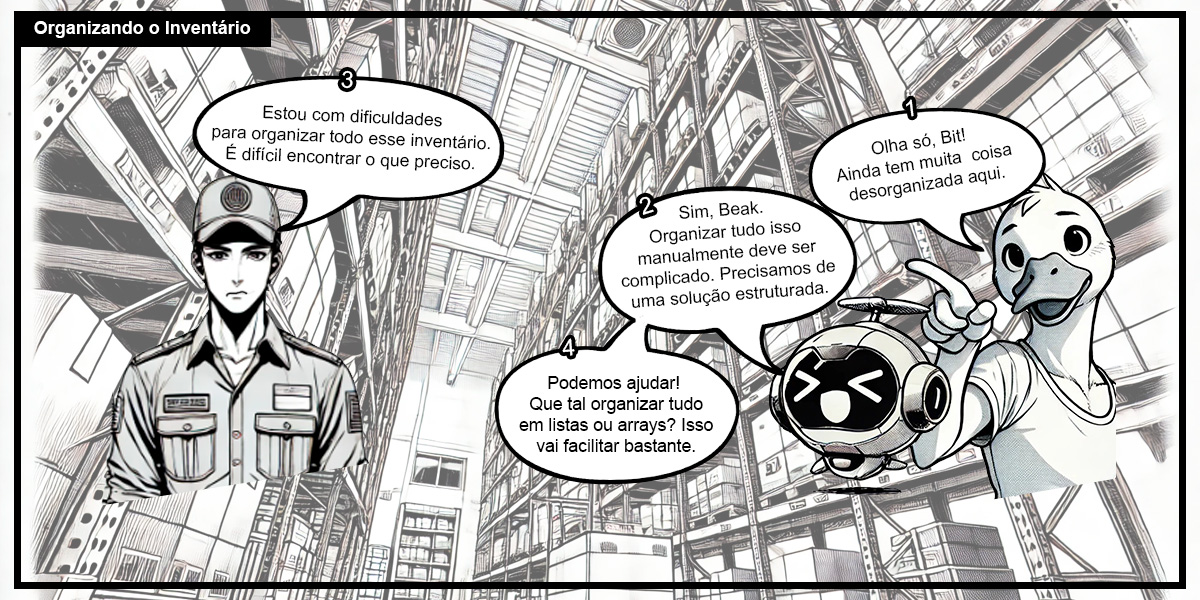 Organizando o Inventário
1
Olha só, Bit!
Ainda tem muita coisa
desorganizada aqui.
2
Sim, Beak.
Organizar tudo isso
manualmente deve ser
complicado. Precisamos de
uma solução estruturada.
3
Estou com dificuldades
para organizar todo esse inventário.
É difícil encontrar o que preciso.
4
Podemos ajudar!
Que tal organizar tudo
em listas ou arrays? Isso
vai facilitar bastante.